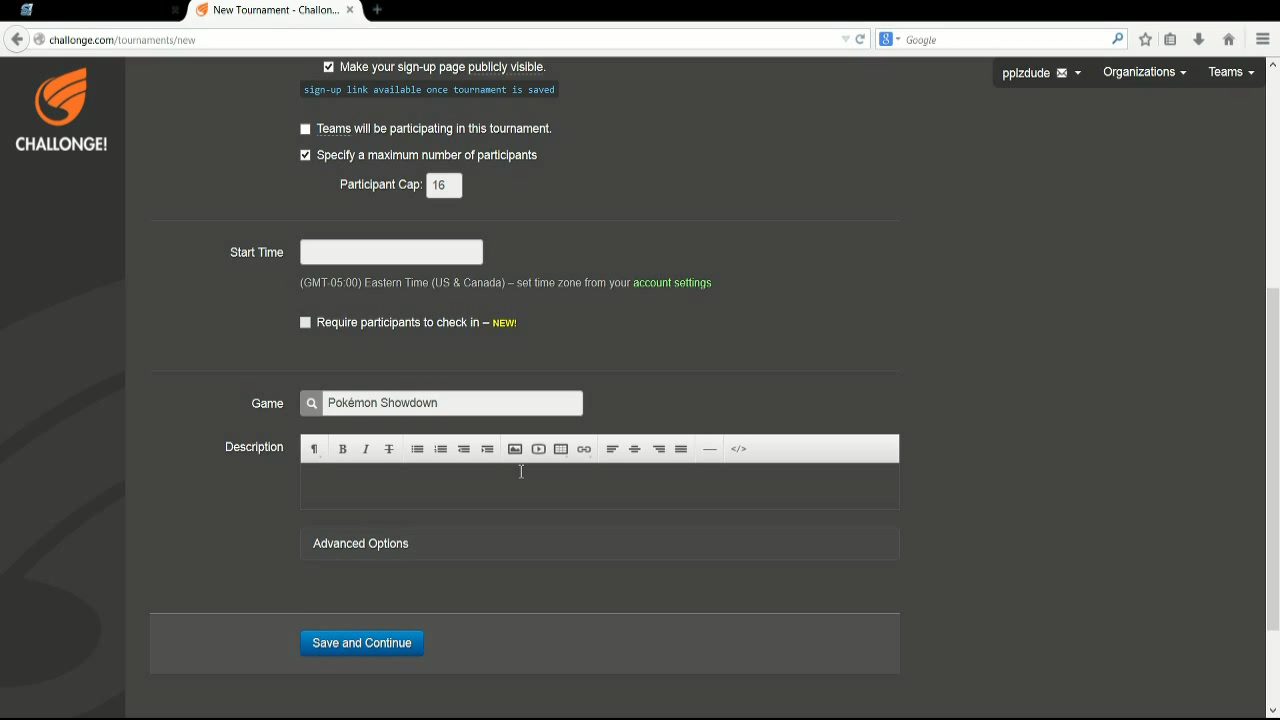 New Tournament - Challon...
challonge.com/tournaments/new
Google
pplzdude
Organizations
Teams
CHALLONGE!
Make your sign-up page publicly visible.
sign-up link available once tournament is saved
Teams will be participating in this tournament.
Specify a maximum number of participants
Participant Cap: 16
Start Time
(GMT-05:00) Eastern Time (US & Canada) – set time zone from your account settings
Require participants to check in – NEW!
Game
Pokémon Showdown
Description
Advanced Options
Save and Continue